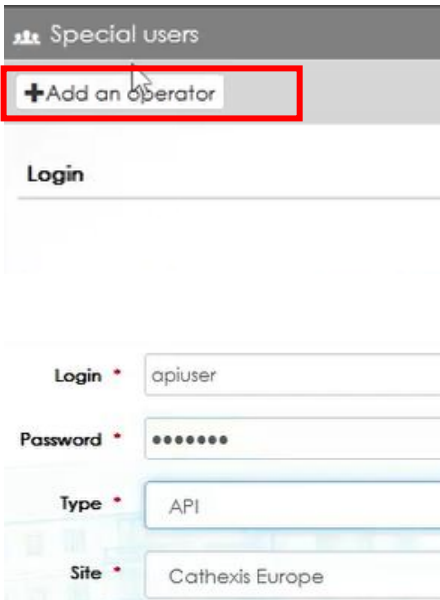 Special users
+Add an operator
Login
Login * apiuser
Password * •••••••
Type * API
Site * Cathexis Europe